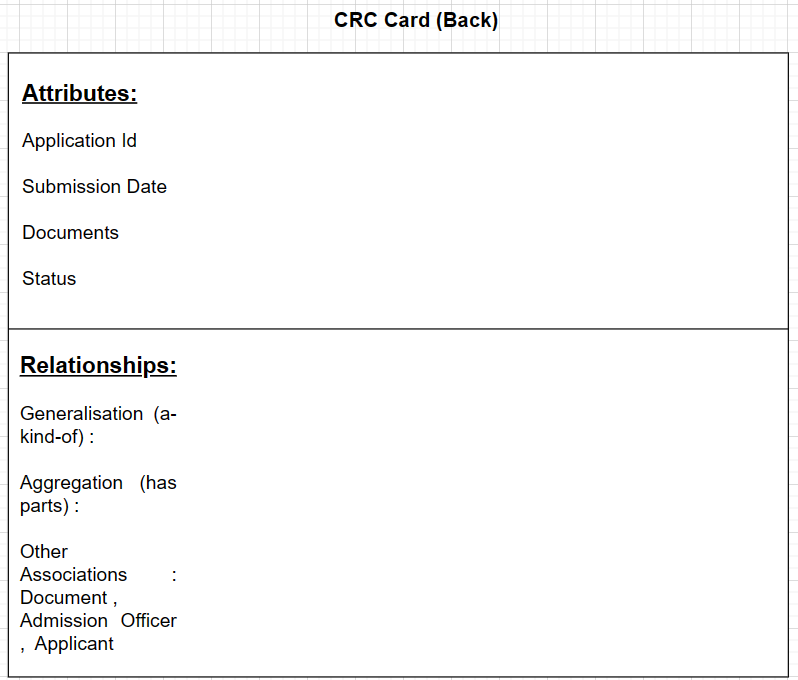 CRC Card (Back)
Attributes:
Application Id
Submission Date
Documents
Status
Relationships:
Generalisation (a-
kind-of) :
Aggregation (has
parts) :
Other
Associations :
Document ,
Admission Officer
, Applicant